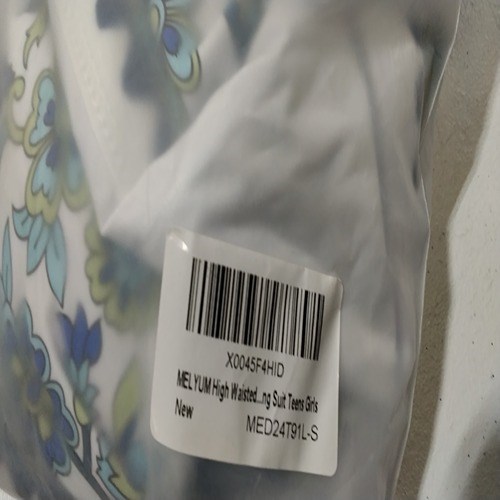 X0045F4HID
MELYUM High Waisted...ng Suit Teens Girls
New
MED24T91L-S